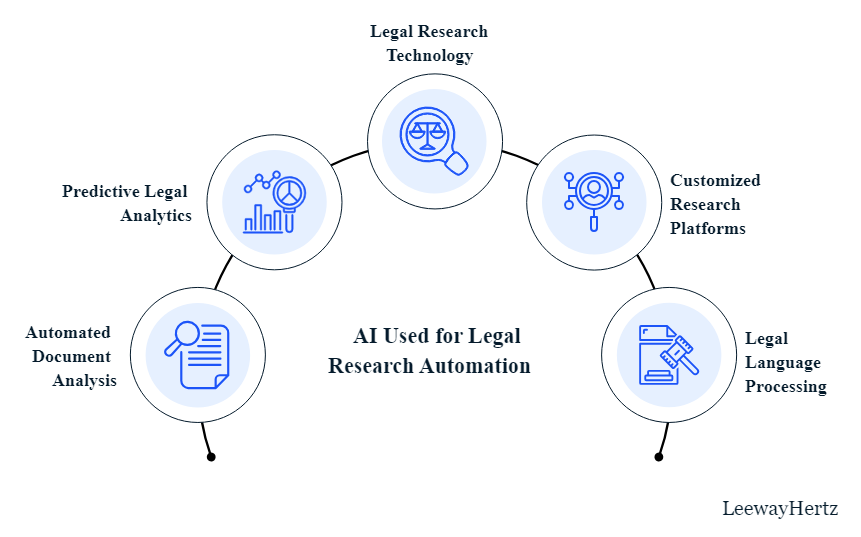 Legal Research
Technology
Predictive Legal
Analytics
Customized
Research
Platforms
Automated
Document
Analysis
AI Used for Legal
Research Automation
Legal
Language
Processing
LeewayHertz